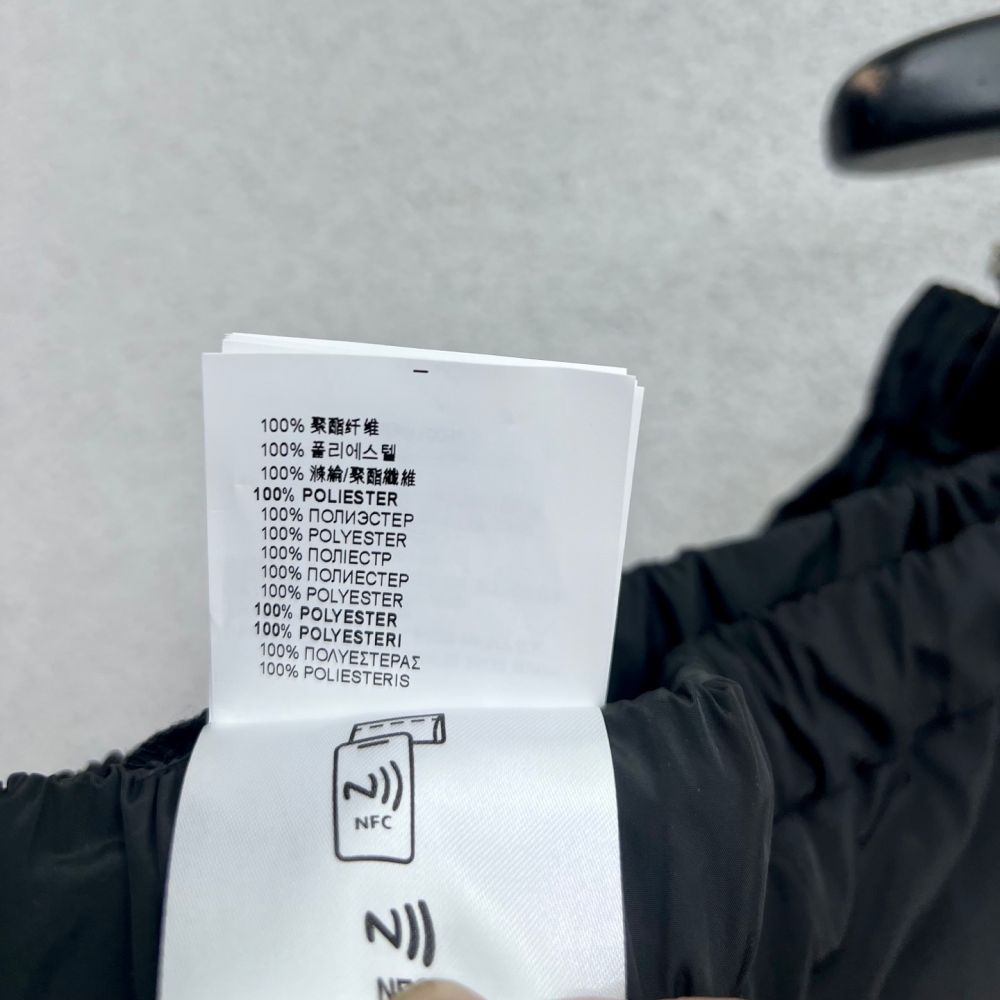 100% 聚酯纤维
100% 폴리에스텔
100% 滌綸/聚酯纖維
100% POLIESTER
100% ПОЛИЭСТЕР
100% POLYESTER
100% ПОЛІЕСТР
100% ПОЛИЕСТЕР
100% POLYESTER
100% POLYESTER
100% POLYESTERI
100% ΠΟΛΥΕΣΤΕΡΑΣ
100% POLIESTERIS
NFC